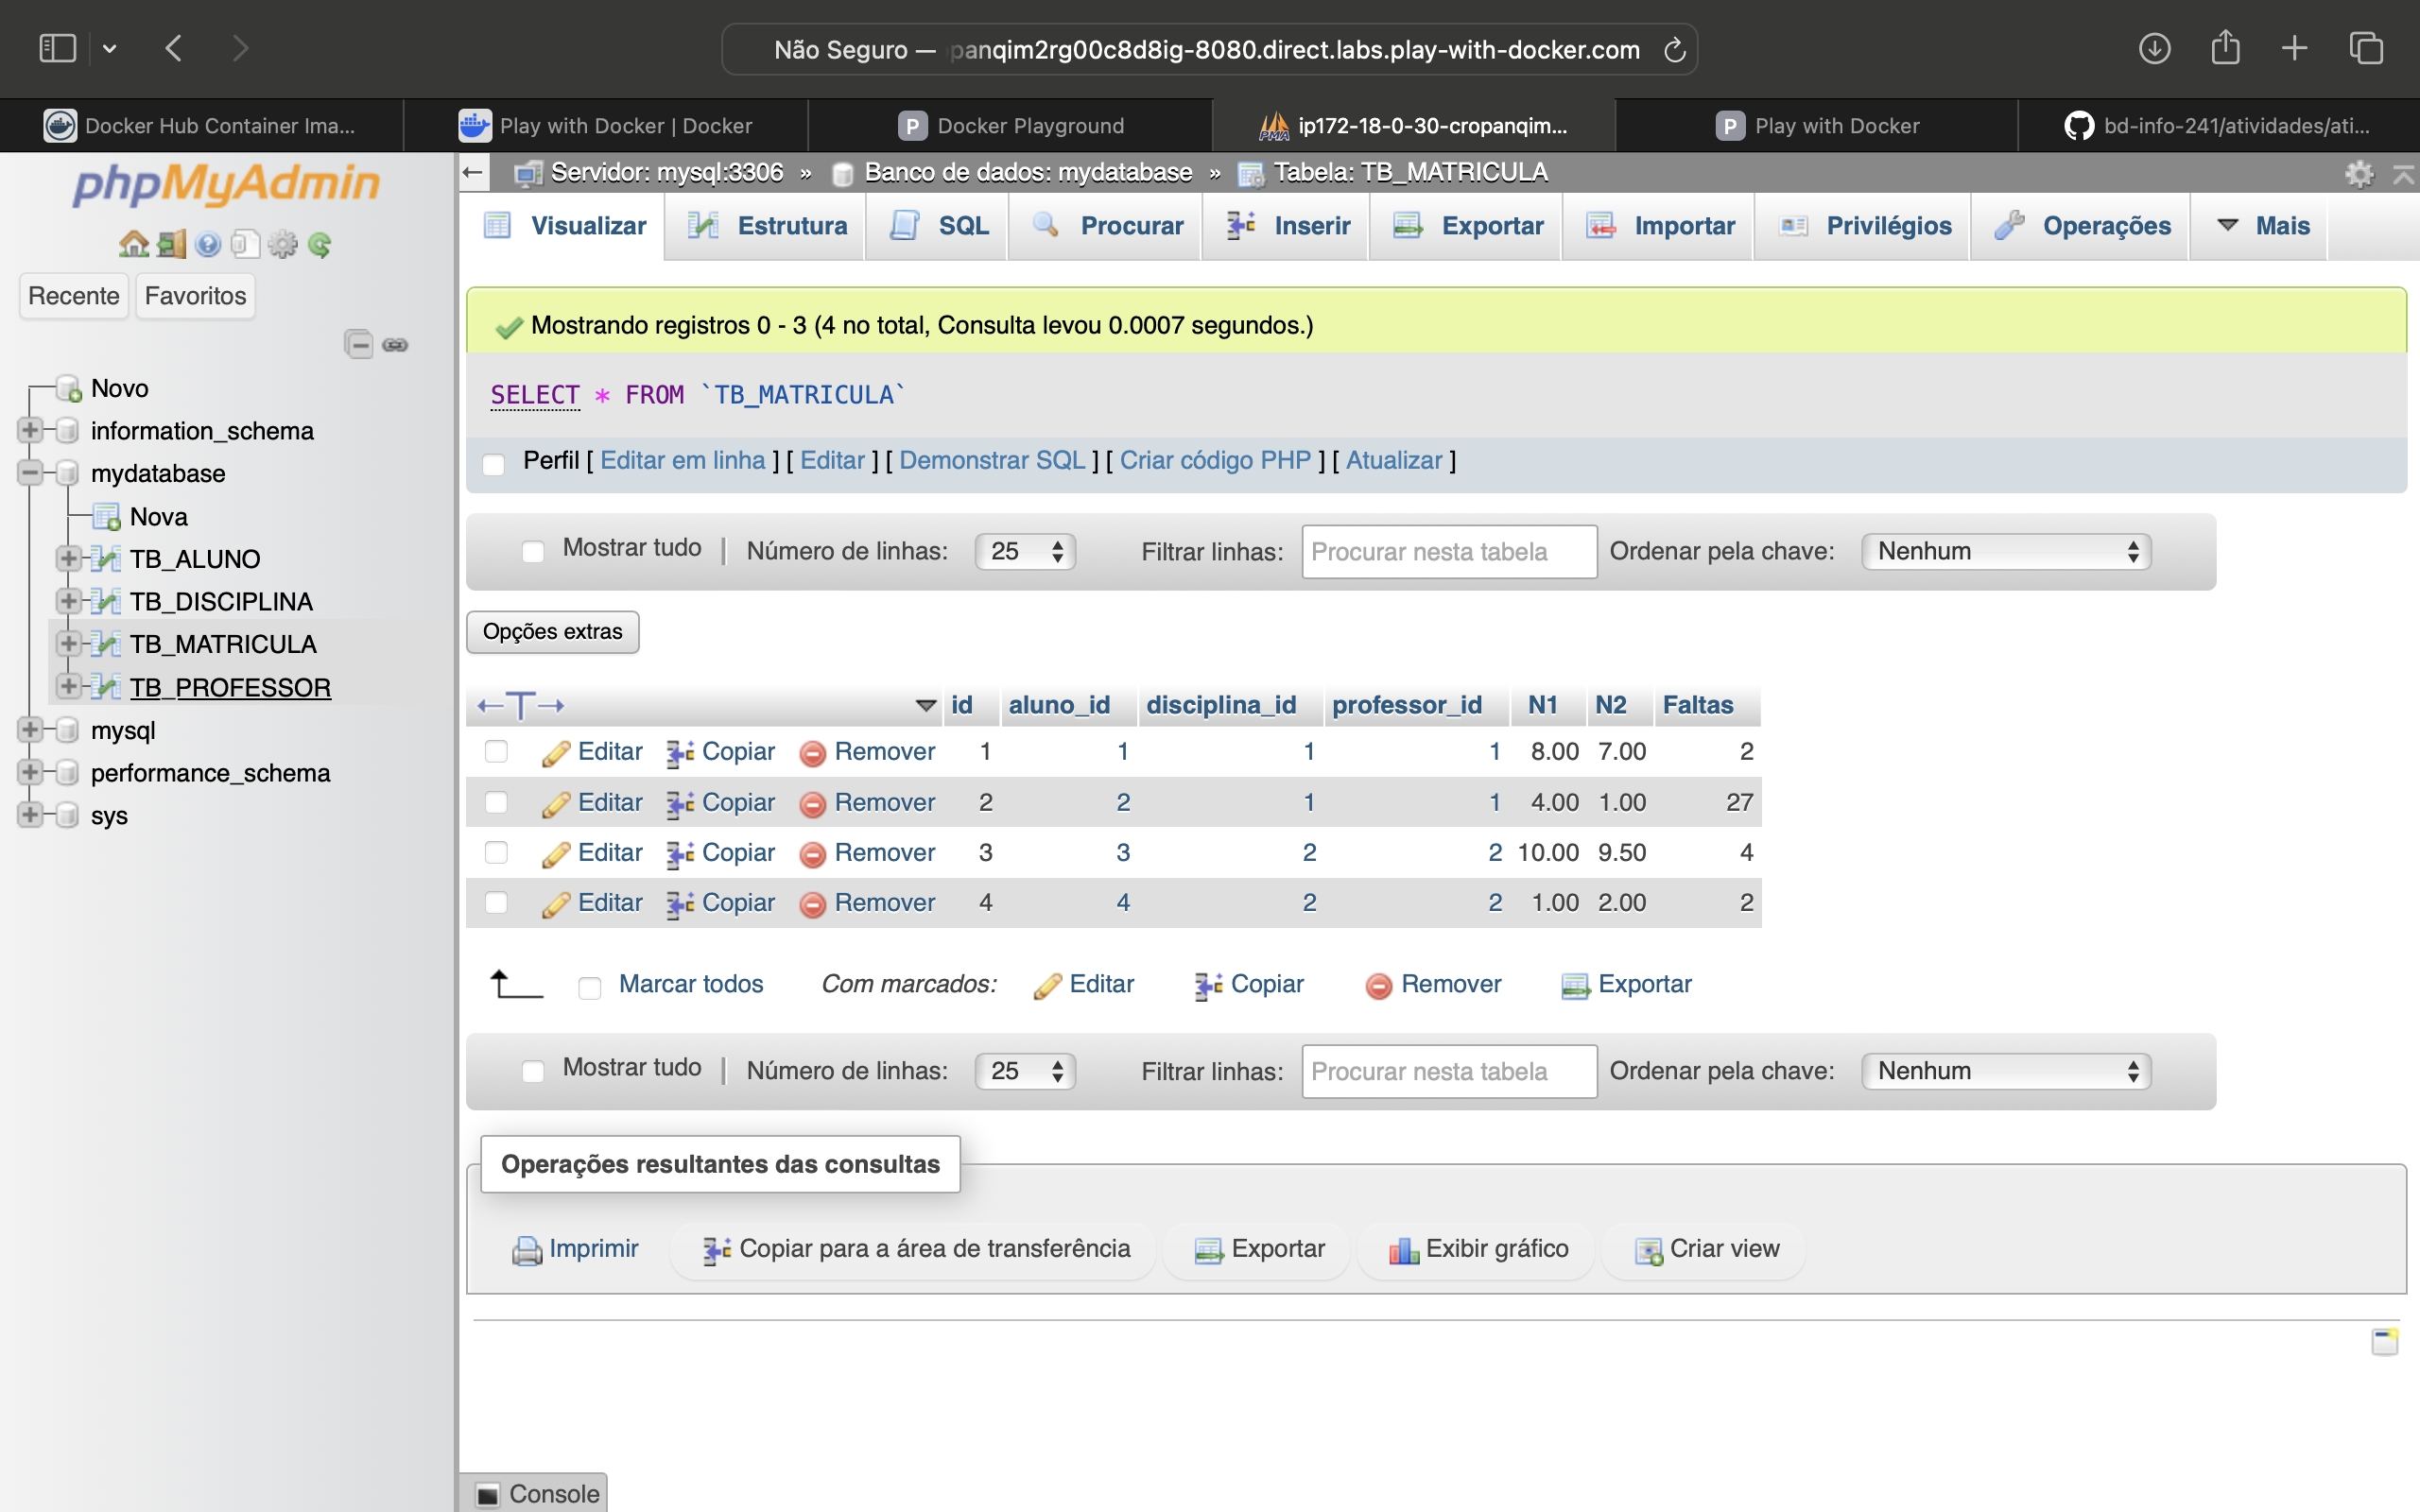 Não Seguro — panqim2rg00c8d8ig-8080.direct.labs.play-with-docker.com
Docker Hub Container Ima...
Play with Docker | Docker
P Docker Playground
PMA ip172-18-0-30-cropanqim...
P Play with Docker
bd-info-241/atividades/ati...
phpMyAdmin
Recente Favoritos
Novo
information_schema
mydatabase
Nova
TB_ALUNO
TB_DISCIPLINA
TB_MATRICULA
TB_PROFESSOR
mysql
performance_schema
sys
Servidor: mysql:3306 » Banco de dados: mydatabase » Tabela: TB_MATRICULA
Visualizar Estrutura SQL Procurar Inserir Exportar Importar Privilégios Operações Mais
Mostrando registros 0 - 3 (4 no total, Consulta levou 0.0007 segundos.)
SELECT * FROM `TB_MATRICULA`
Perfil [ Editar em linha ] [ Editar ] [ Demonstrar SQL ] [ Criar código PHP ] [ Atualizar ]
Mostrar tudo | Número de linhas: 25 Filtrar linhas: Procurar nesta tabela Ordenar pela chave: Nenhum
Opções extras
←T→ id aluno_id disciplina_id professor_id N1 N2 Faltas
Editar Copiar Remover 1 1 1 1 8.00 7.00 2
Editar Copiar Remover 2 2 1 1 4.00 1.00 27
Editar Copiar Remover 3 3 2 2 10.00 9.50 4
Editar Copiar Remover 4 4 2 2 1.00 2.00 2
Marcar todos Com marcados: Editar Copiar Remover Exportar
Mostrar tudo | Número de linhas: 25 Filtrar linhas: Procurar nesta tabela Ordenar pela chave: Nenhum
Operações resultantes das consultas
Imprimir Copiar para a área de transferência Exportar Exibir gráfico Criar view
Console